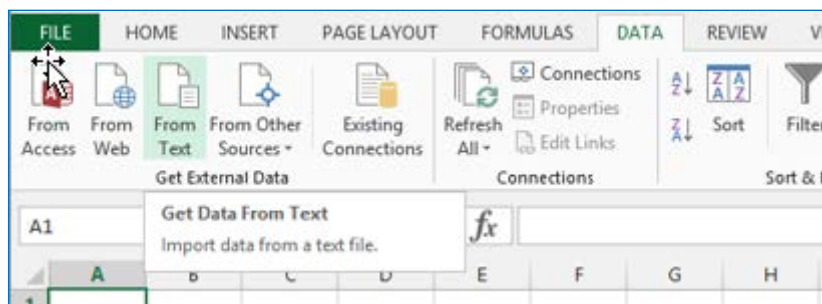 FILE HOME INSERT PAGE LAYOUT FORMULAS DATA REVIEW
From Access
From Web
From Text
From Other Sources
Existing Connections
Refresh All
Connections
Properties
Edit Links
Sort
Filter
Get External Data
Connections
Sort &
A1
Get Data From Text
Import data from a text file.
fx
A B C D E F G H
1